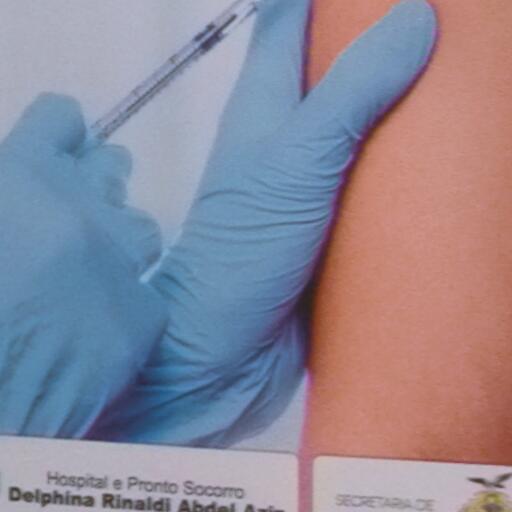 Hospital e Pronto Socorro
Delphina Rinaldi Abdel Aziz
SECRETARIA DE